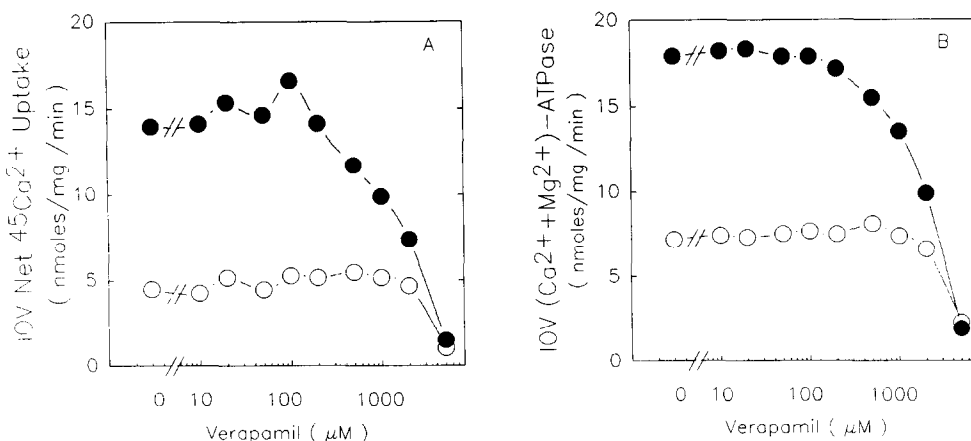 IOV Net 45Ca2+ Uptake
( nmoles/mg /min)
20
15
10
5
0
A
0 10 100 1000
Verapamil ( μM )
IOV (Ca2++Mg2+)-ATPase
( nmoles/mg /min)
20
15
10
5
0
B
0 10 100 1000
Verapamil ( μM )